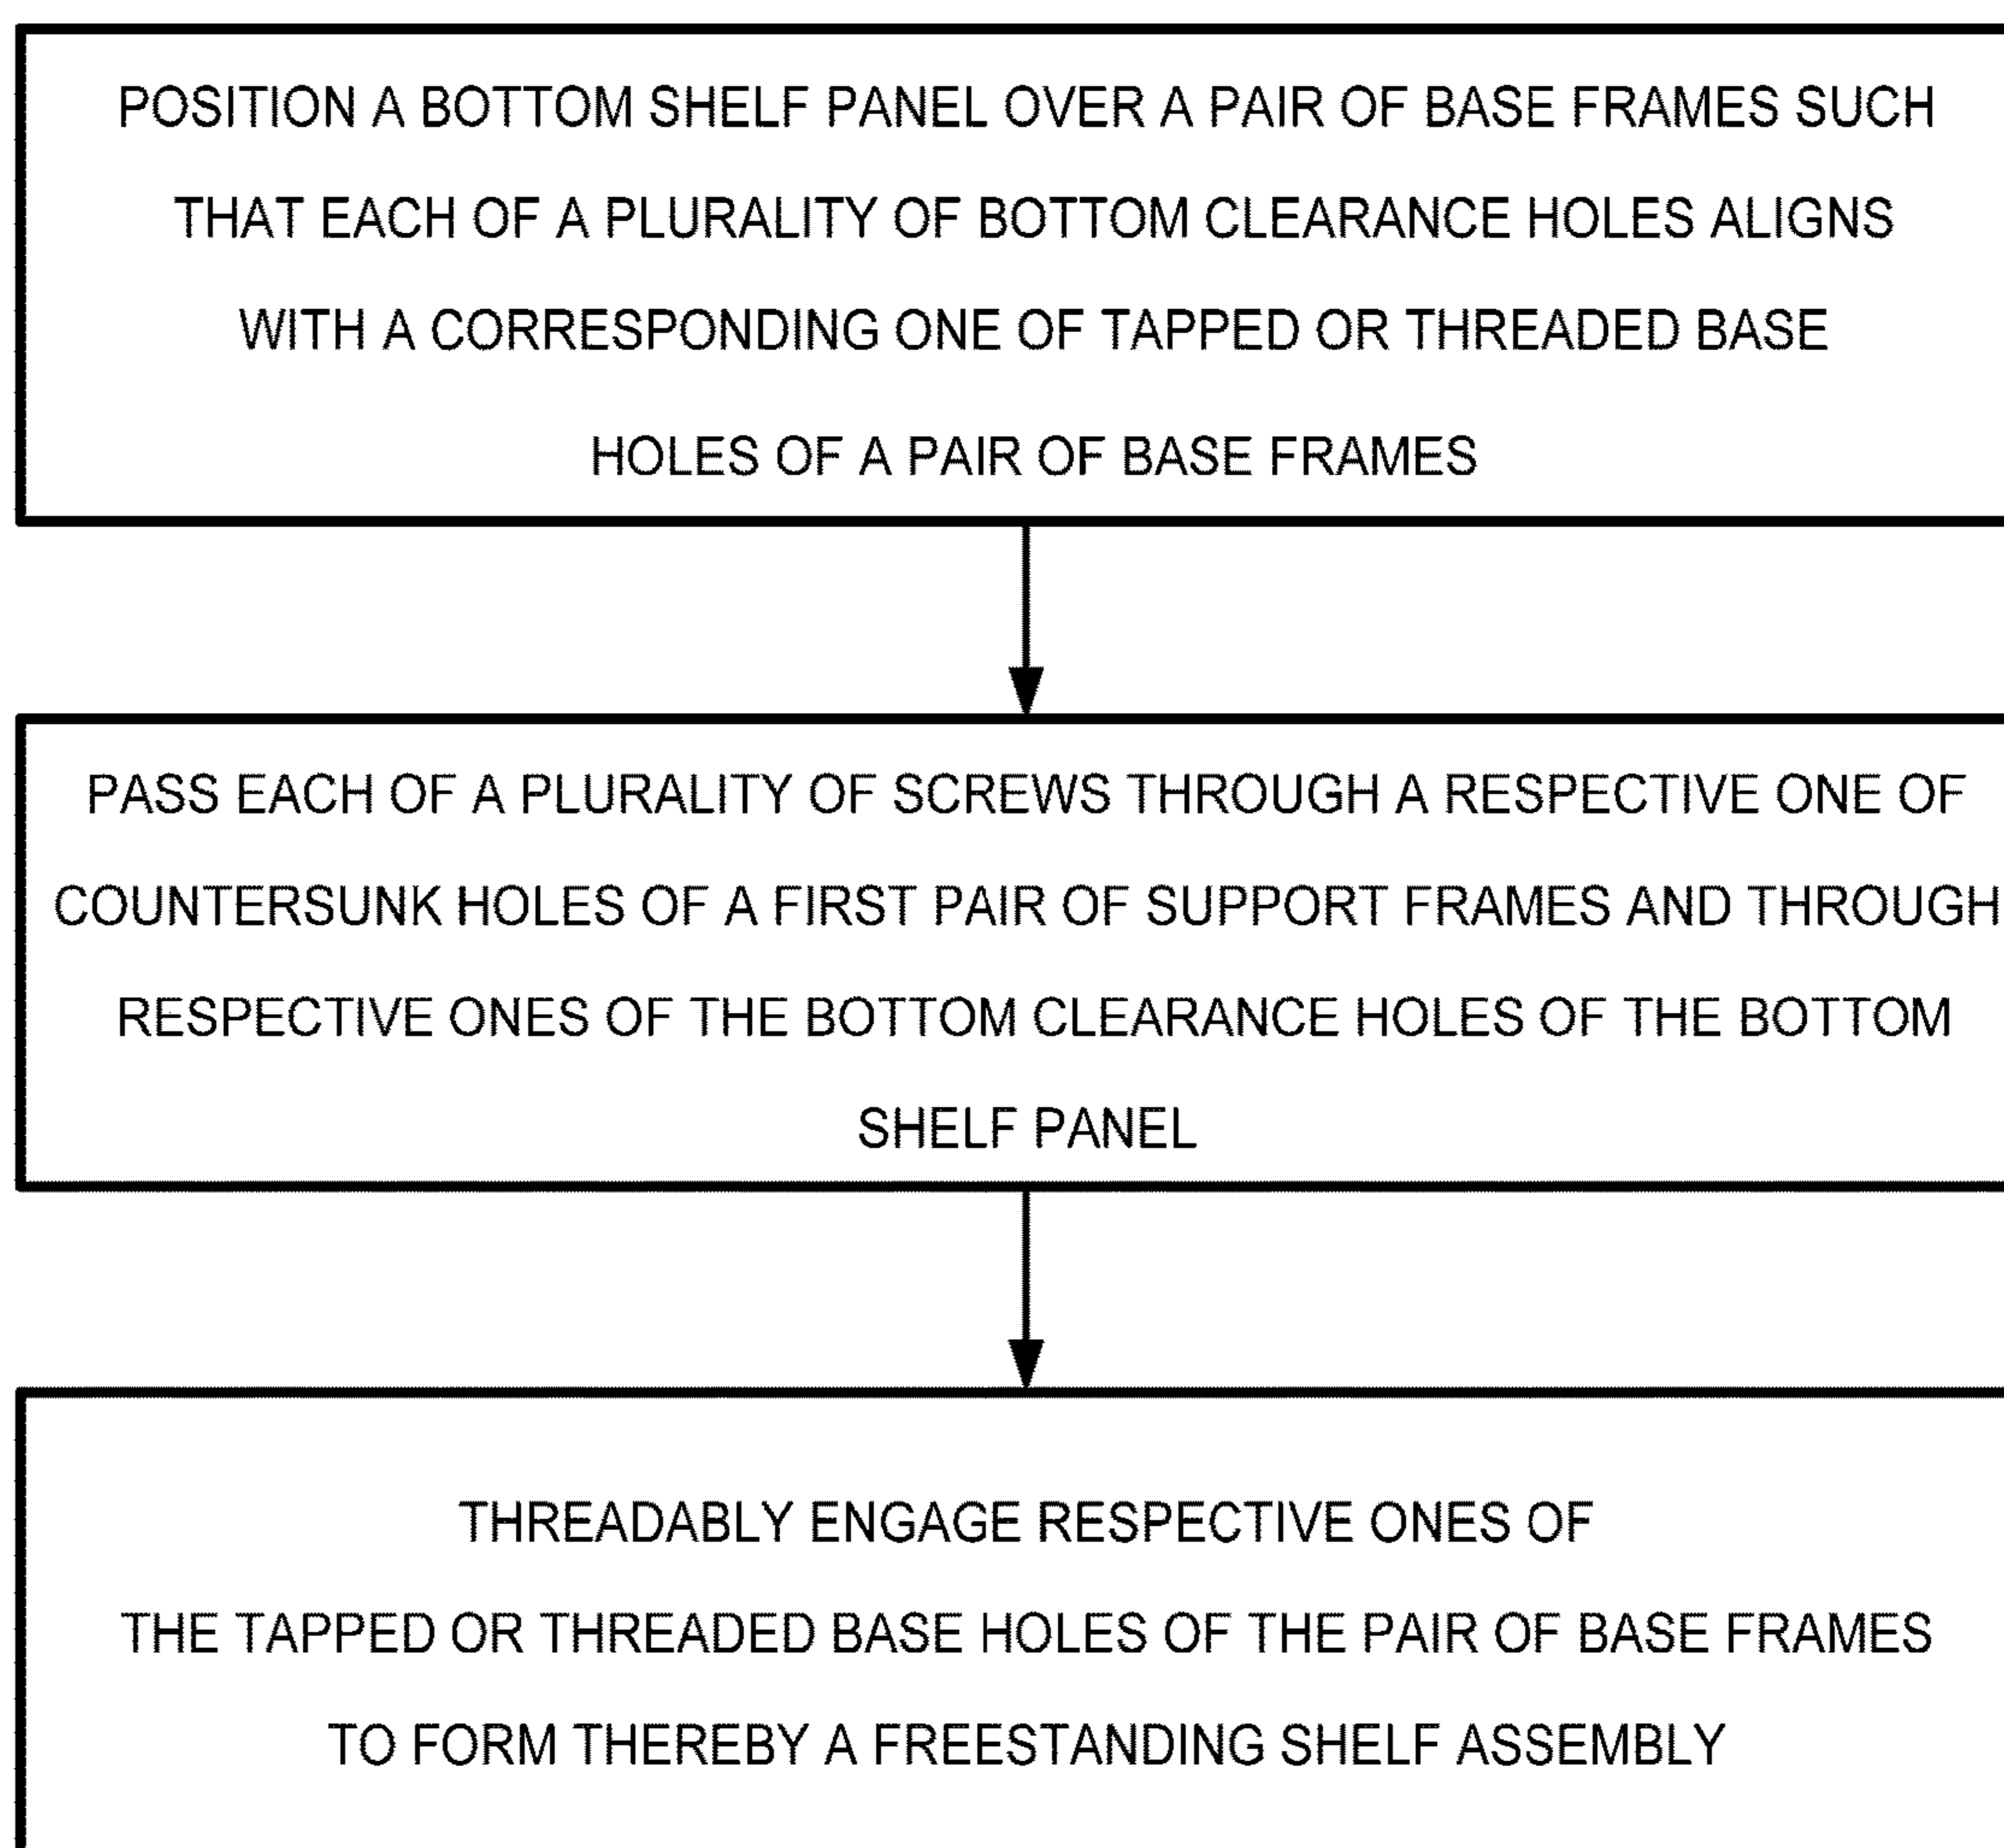 POSITION A BOTTOM SHELF PANEL OVER A PAIR OF BASE FRAMES SUCH
THAT EACH OF A PLURALITY OF BOTTOM CLEARANCE HOLES ALIGNS
WITH A CORRESPONDING ONE OF TAPPED OR THREADED BASE
HOLES OF A PAIR OF BASE FRAMES
PASS EACH OF A PLURALITY OF SCREWS THROUGH A RESPECTIVE ONE OF
COUNTERSUNK HOLES OF A FIRST PAIR OF SUPPORT FRAMES AND THROUGH
RESPECTIVE ONES OF THE BOTTOM CLEARANCE HOLES OF THE BOTTOM
SHELF PANEL
THREADABLY ENGAGE RESPECTIVE ONES OF
THE TAPPED OR THREADED BASE HOLES OF THE PAIR OF BASE FRAMES
TO FORM THEREBY A FREESTANDING SHELF ASSEMBLY